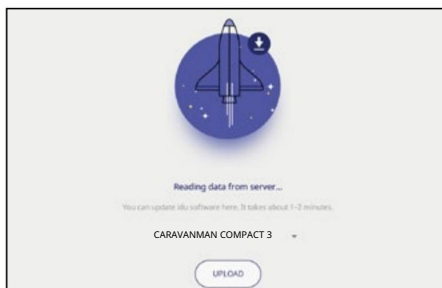 Reading data from server...
You can update idu software here. It takes about 1-2 minutes.
CARAVANMAN COMPACT 3
UPLOAD